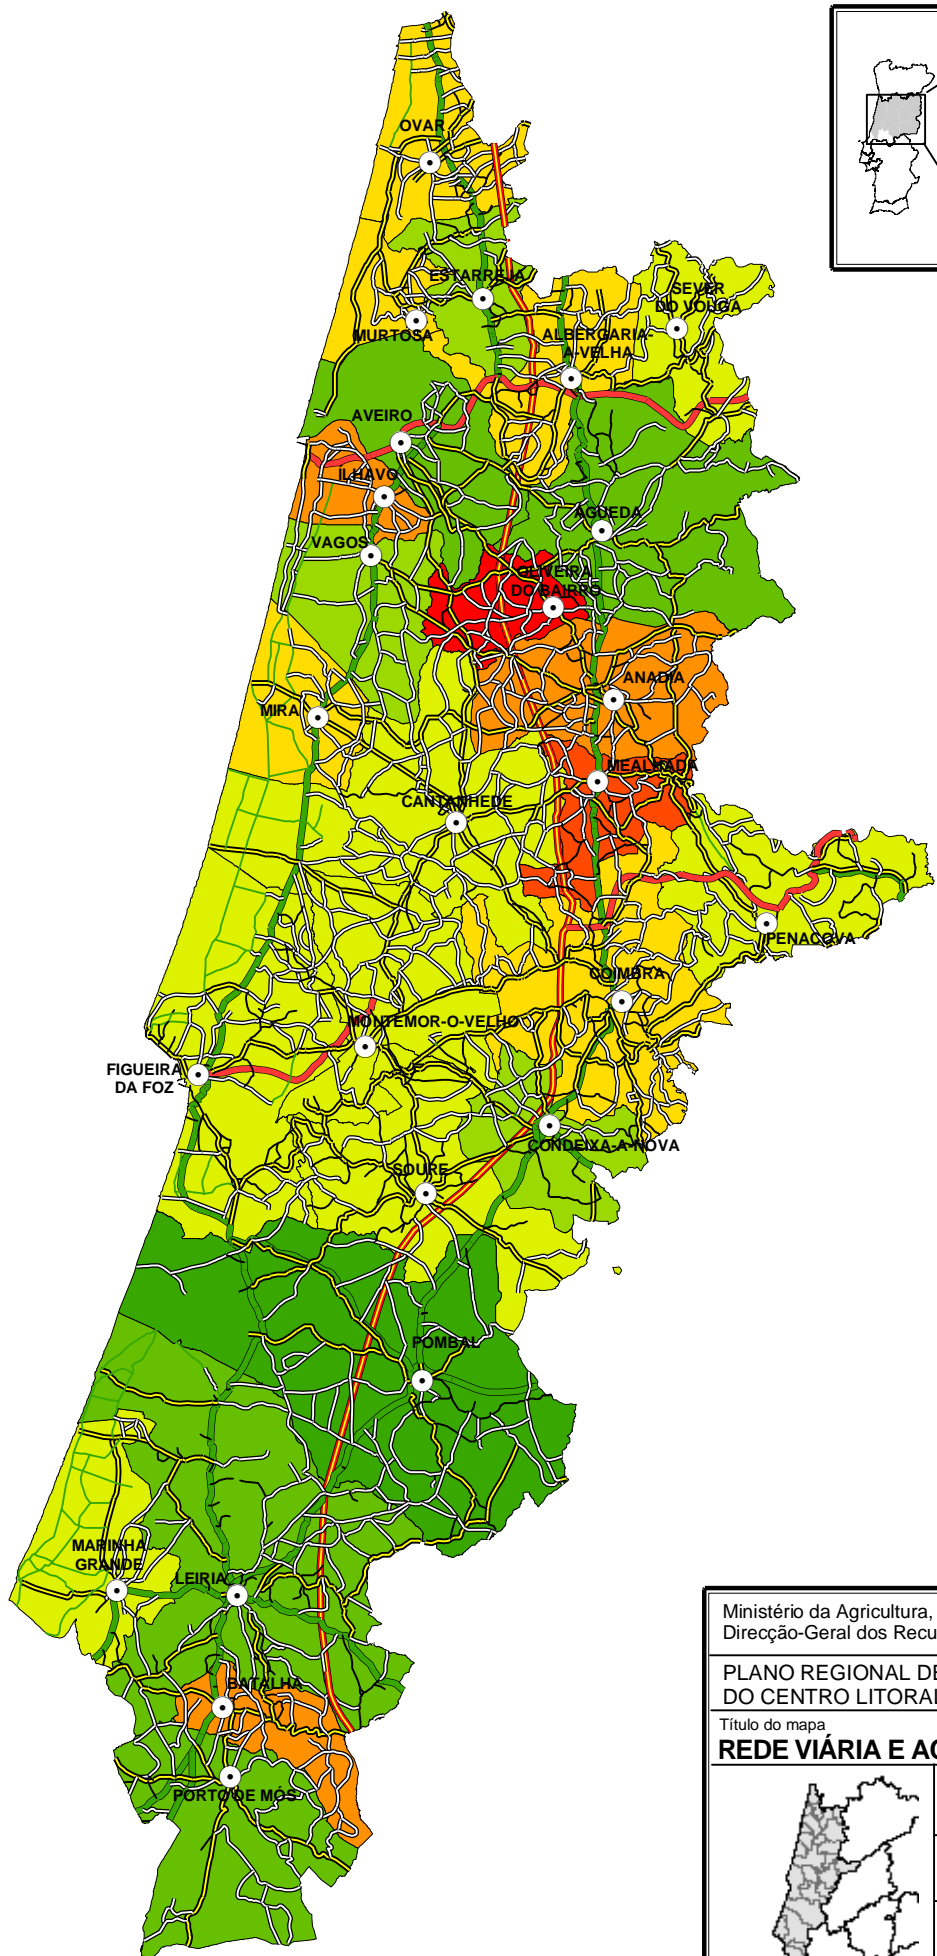 OVAR
ESTARREJA
SEVER
DO VOUGA
MURTOSA
ALBERGARIA-
A-VELHA
AVEIRO
ÍLHAVO
ÁGUEDA
VAGOS
OLIVEIRA
DO BAIRRO
ANADIA
MIRA
MEALHADA
CANTANHEDE
PENACOVA
COIMBRA
MONTEMOR-O-VELHO
FIGUEIRA
DA FOZ
CONDEIXA-A-NOVA
SOURE
POMBAL
MARINHA
GRANDE
LEIRIA
BATALHA
PORTO DE MÓS
Ministério da Agricultura,
Direcção-Geral dos Recu
PLANO REGIONAL DE
DO CENTRO LITORAL
Título do mapa
REDE VIÁRIA E AC